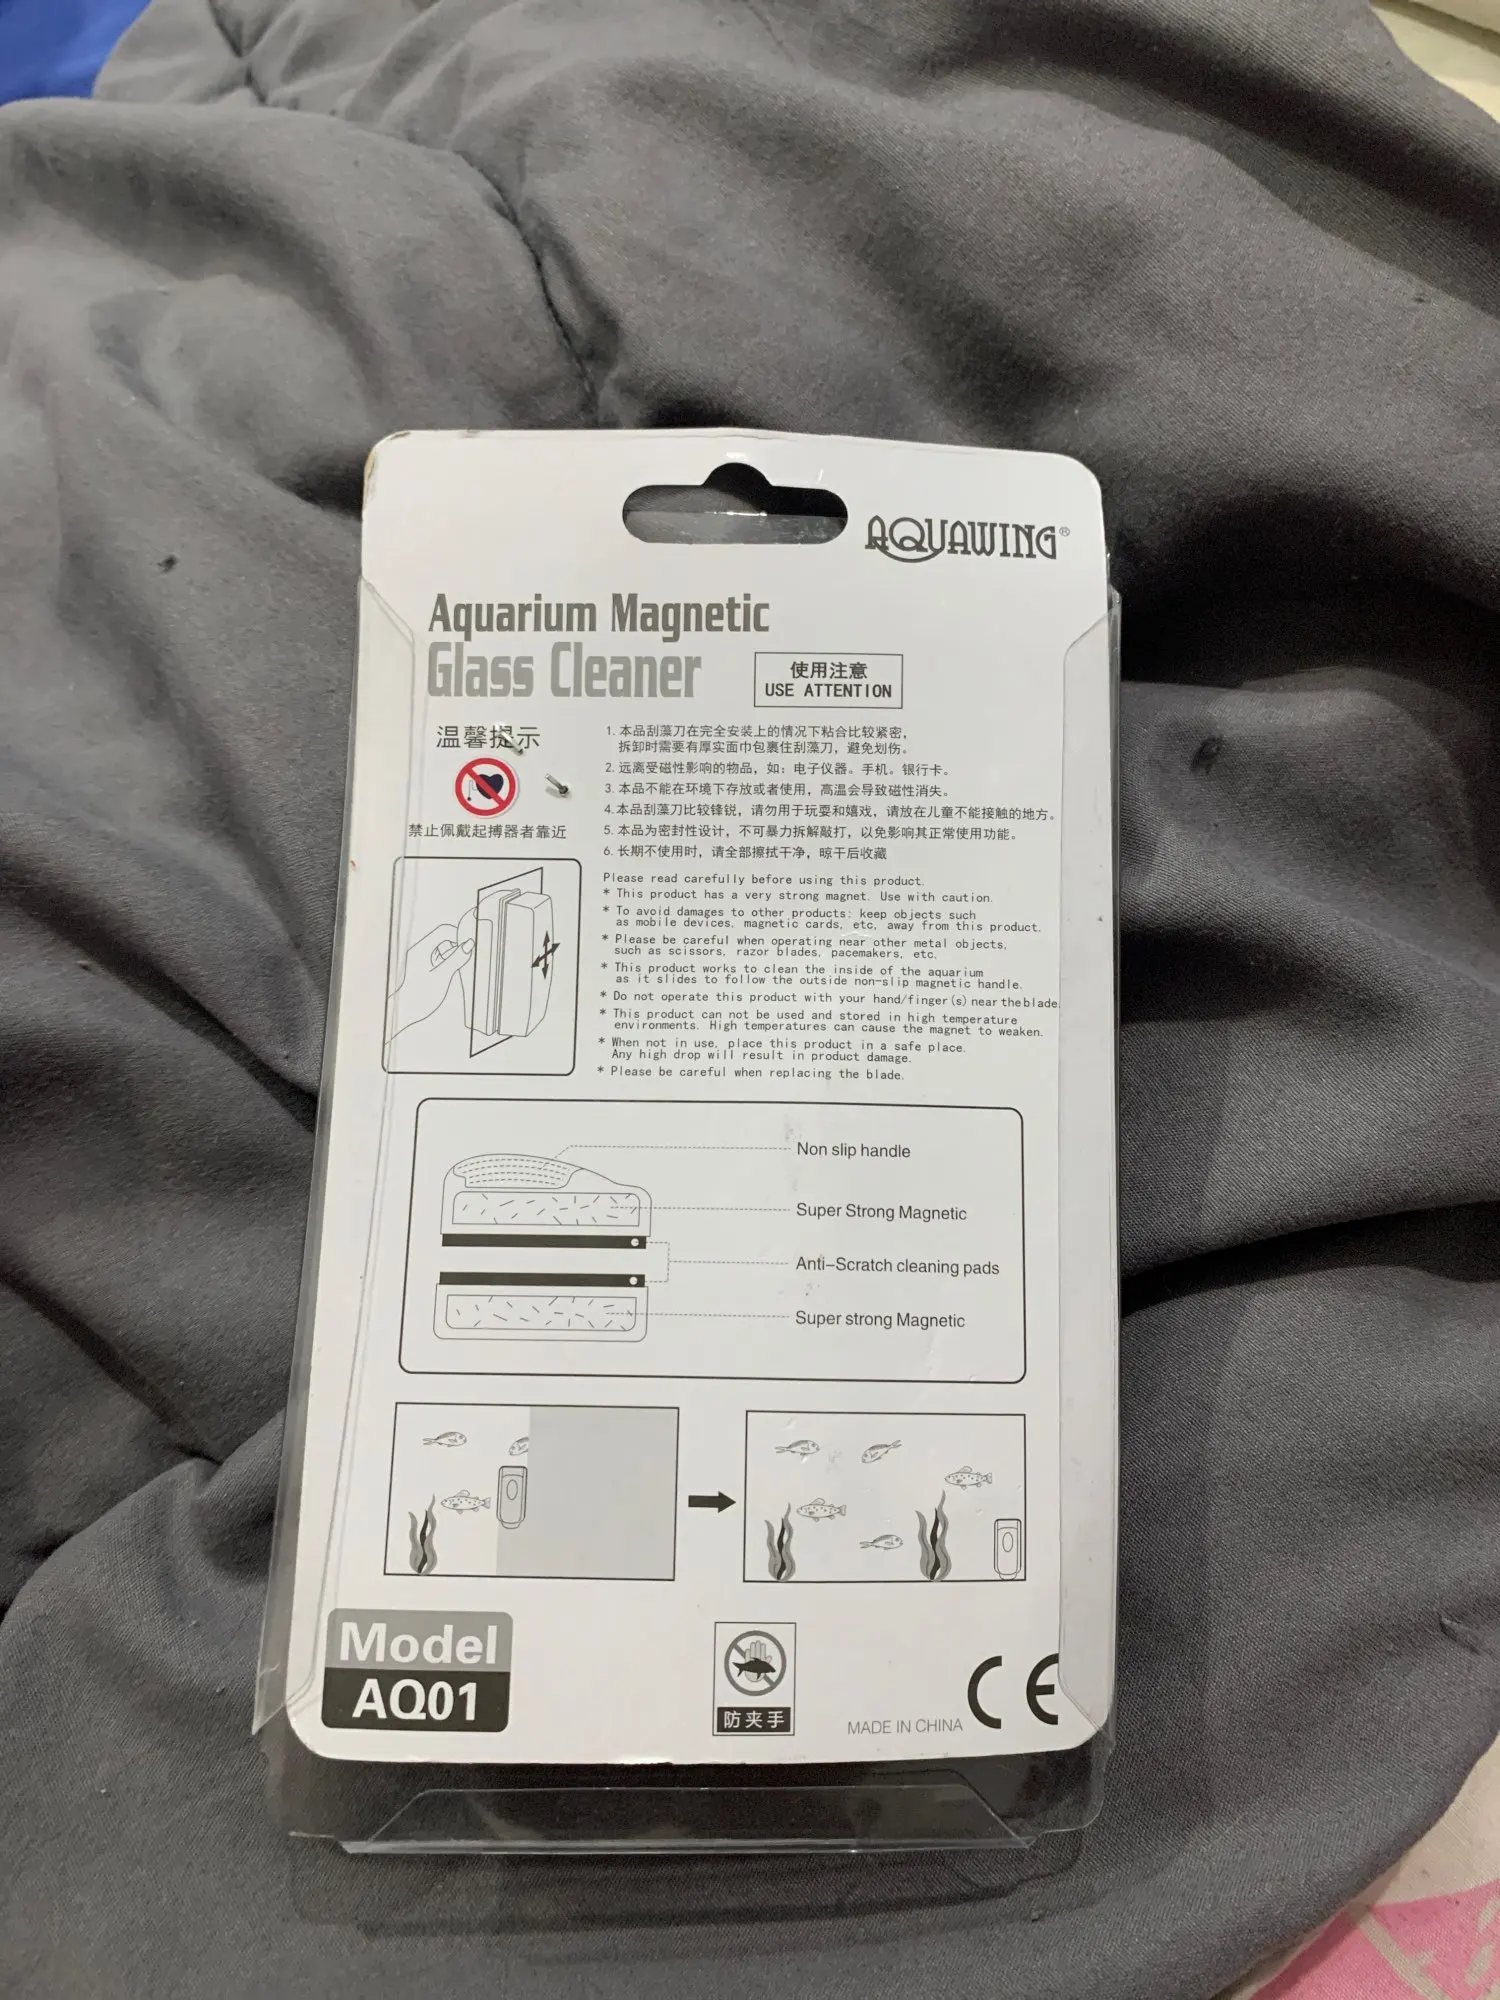 AQUAWING®
Aquarium Magnetic
Glass Cleaner
使用注意
USE ATTENTION
温馨提示
禁止佩戴起搏器者靠近
1. 本品刮藻刀在完全安装上的情况下粘合比较紧密，
拆卸时需要有厚实面巾包裹住刮藻刀，避免划伤。
2. 远离受磁性影响的物品，如：电子仪器。手机。银行卡。
3. 本品不能在环境下存放或者使用，高温会导致磁性消失。
4. 本品刮藻刀比较锋锐，请勿用于玩耍和嬉戏，请放在儿童不能接触的地方。
5. 本品为密封性设计，不可暴力拆解敲打，以免影响其正常使用功能。
6. 长期不使用时，请全部擦拭干净，晾干后收藏
Please read carefully before using this product.
* This product has a very strong magnet. Use with caution.
* To avoid damages to other products: keep objects such
as mobile devices, magnetic cards, etc, away from this product.
* Please be careful when operating near other metal objects,
such as scissors, razor blades, pacemakers, etc.
* This product works to clean the inside of the aquarium
as it slides to follow the outside non-slip magnetic handle.
* Do not operate this product with your hand/finger(s) near the blade.
* This product can not be used and stored in high temperature
environments. High temperatures can cause the magnet to weaken.
* When not in use, place this product in a safe place.
Any high drop will result in product damage.
* Please be careful when replacing the blade.
Non slip handle
Super Strong Magnetic
Anti-Scratch cleaning pads
Super strong Magnetic
Model
AQ01
防夹手
MADE IN CHINA
CE